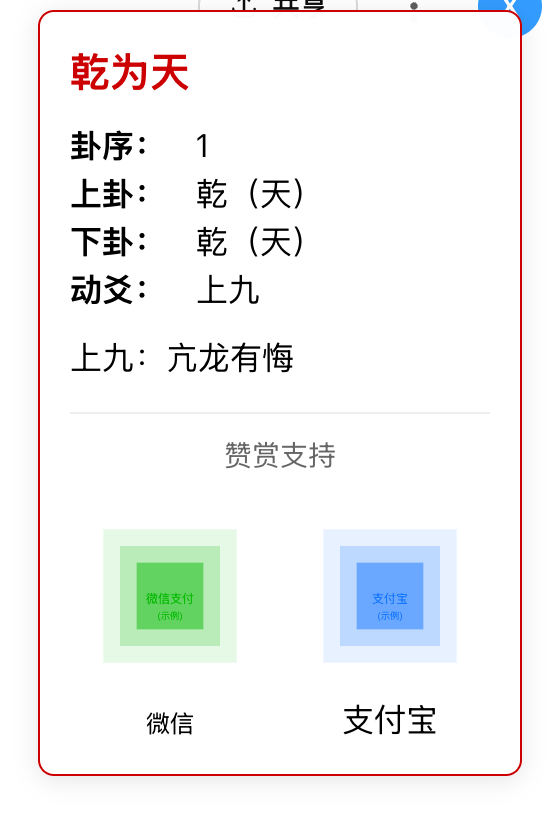 共享
乾为天
卦序： 1
上卦： 乾（天）
下卦： 乾（天）
动爻： 上九
上九：亢龙有悔
赞赏支持
微信支付
(示例)
支付宝
(示例)
微信
支付宝